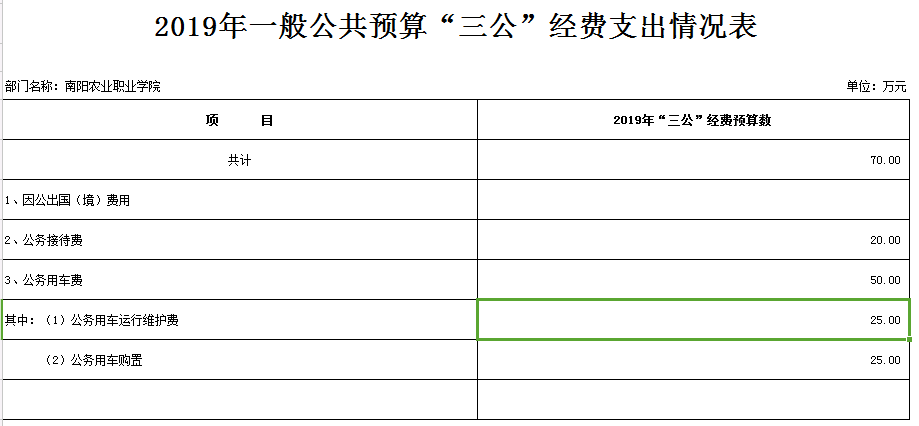 2019年一般公共预算“三公”经费支出情况表
部门名称：南阳农业职业学院 单位：万元
项 目 2019年“三公”经费预算数
共计 70.00
1、因公出国（境）费用
2、公务接待费 20.00
3、公务用车费 50.00
其中：（1）公务用车运行维护费 25.00
（2）公务用车购置 25.00